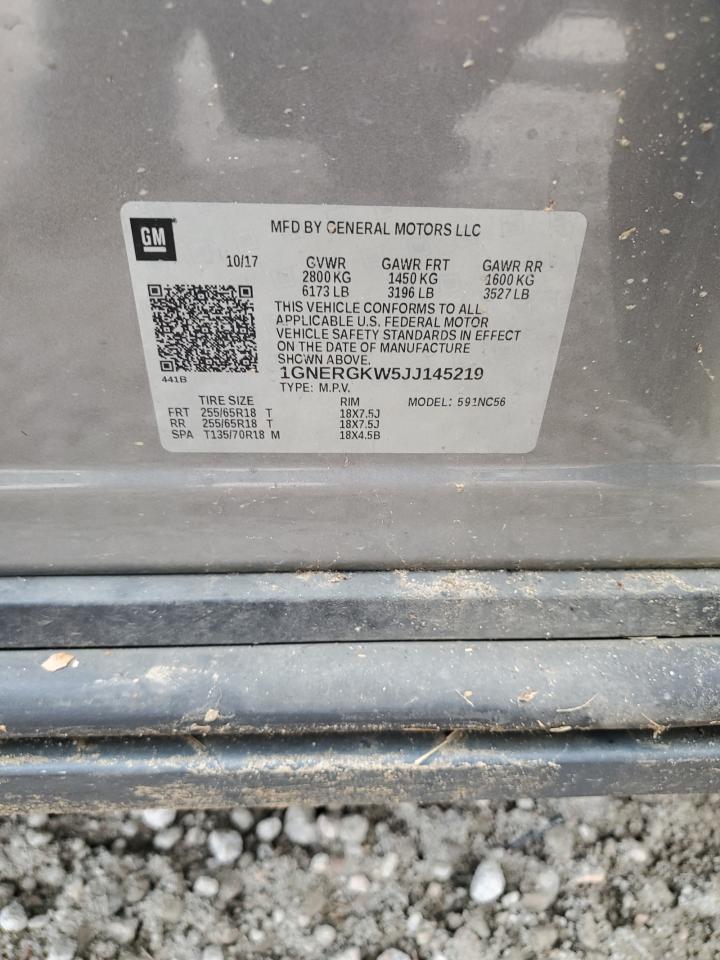 GM
MFD BY GENERAL MOTORS LLC
10/17 GVWR GAWR FRT GAWR RR
2800 KG 1450 KG 1600 KG
6173 LB 3196 LB 3527 LB
THIS VEHICLE CONFORMS TO ALL
APPLICABLE U.S. FEDERAL MOTOR
VEHICLE SAFETY STANDARDS IN EFFECT
ON THE DATE OF MANUFACTURE
SHOWN ABOVE.
441B
1GNERGKW5JJ145219
TYPE: M.P.V.
TIRE SIZE RIM MODEL: 591NC56
FRT 255/65R18 T 18X7.5J
RR 255/65R18 T 18X7.5J
SPA T135/70R18 M 18X4.5B